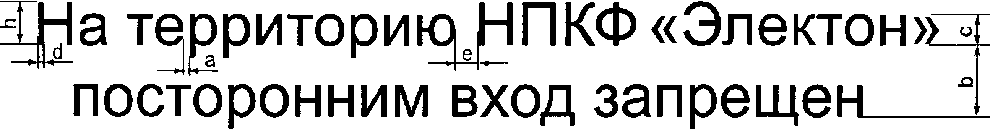 На территорию НПКФ «Электон»
посторонним вход запрещен
h
d
a
e
c
b